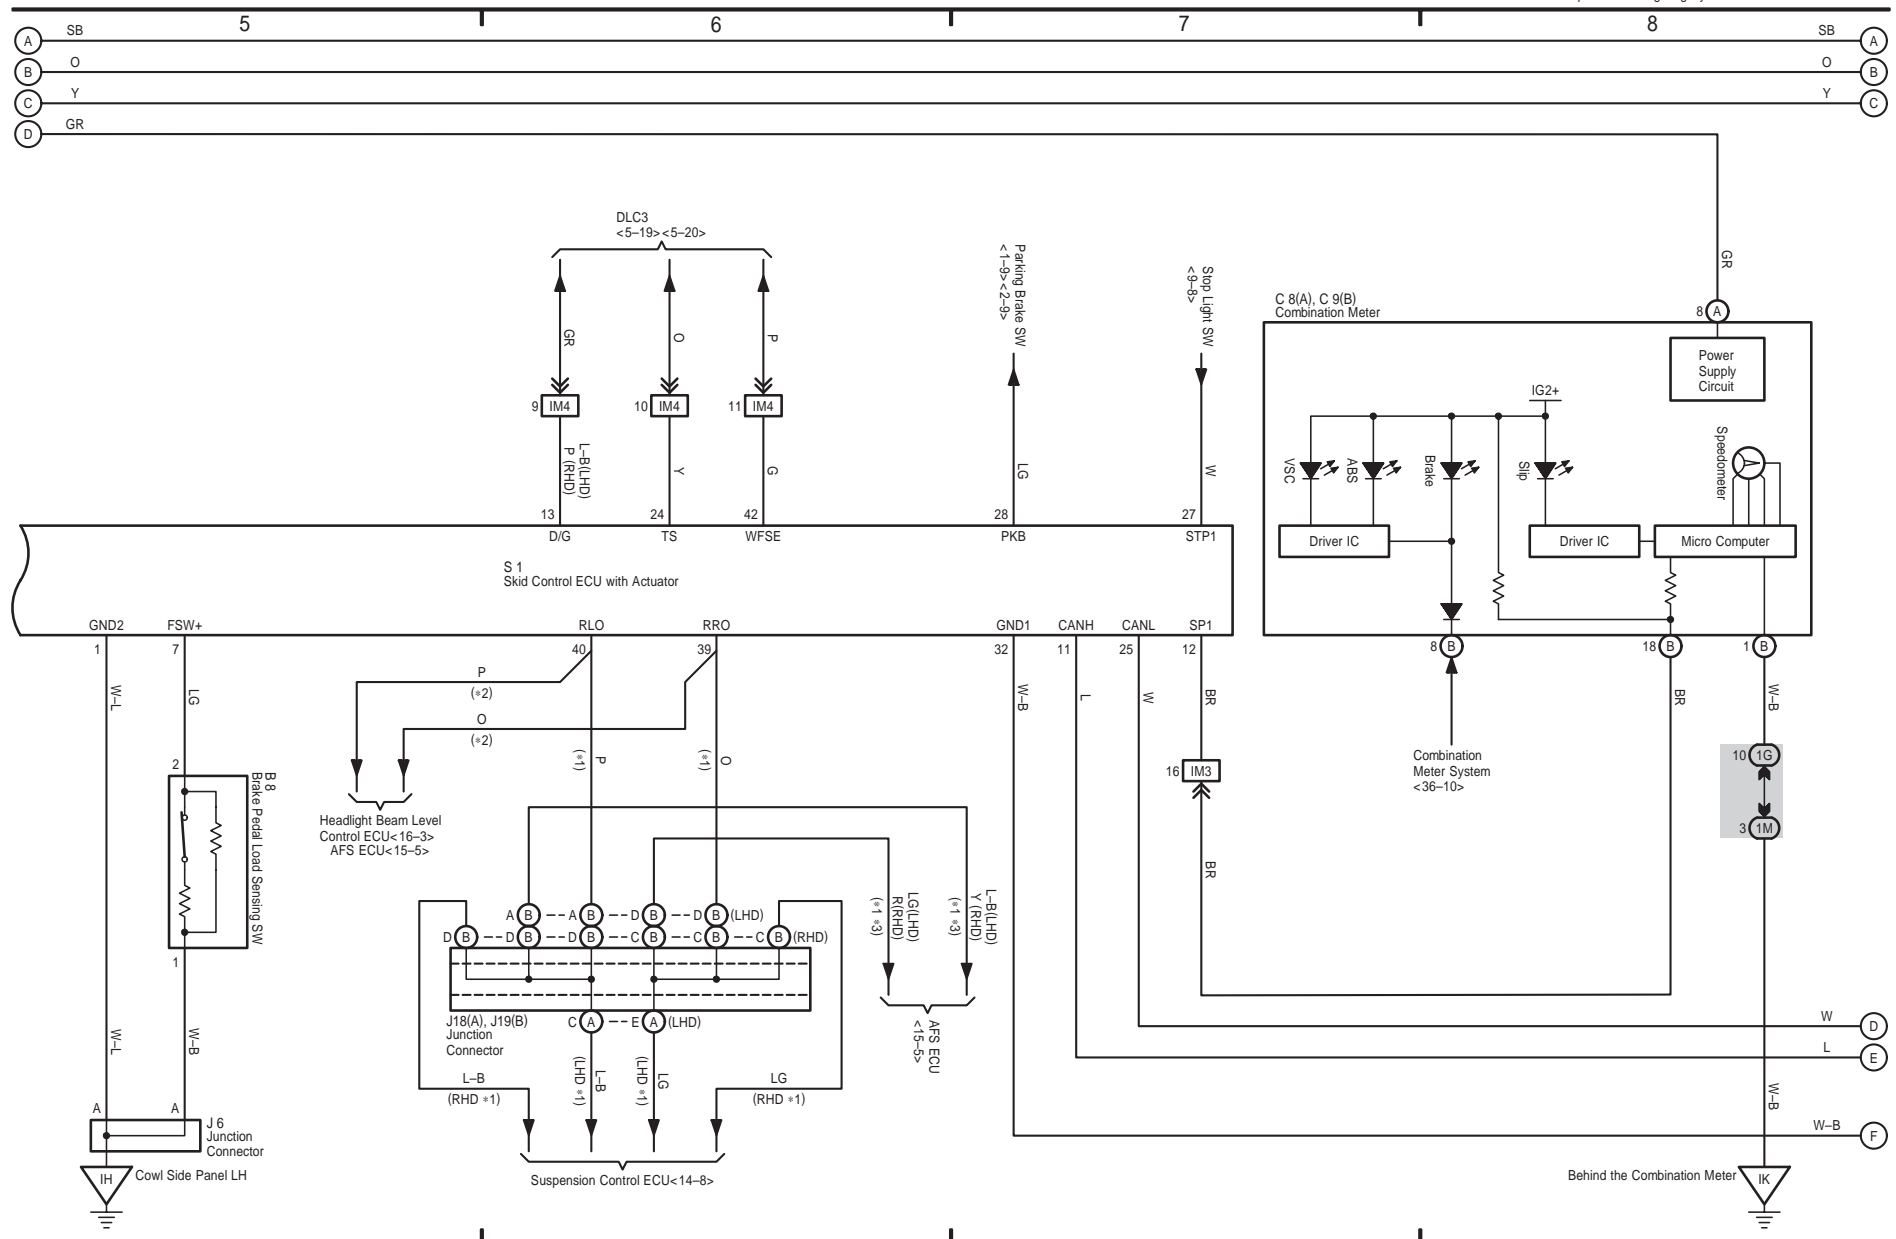 5 6 7 8
A SB SB A
B O O B
C Y Y C
D GR
DLC3
<5–19><5–20>
Parking Brake SW
<1–9><2–9>
Stop Light SW
<9–8>
GR
C 8(A), C 9(B)
Combination Meter
8 A
Power
Supply
Circuit
GR O P
IG2+
9 IM4 10 IM4 11 IM4
Speedometer
L–B(LHD)
P (RHD)
Y G LG W
VSC ABS Brake Slip
13 24 42 28 27
D/G TS WFSE PKB STP1
Driver IC Driver IC Micro Computer
S 1
Skid Control ECU with Actuator
GND2 FSW+ RLO RRO GND1 CANH CANL SP1
1 7 40 39 32 11 25 12 8 B 18 B 1 B
P
(*2)
W–L LG W–B L W BR BR W–B
O
(*2)
P
(*1)
O
(*1)
2
B 8
Brake Pedal Load Sensing SW
1
16 IM3
Combination
Meter System
<36–10>
10 1G
3 1M
Headlight Beam Level
Control ECU<16–3>
AFS ECU<15–5>
BR
LG(LHD)
R(RHD)
(*1 *3)
L–B(LHD)
Y (RHD)
(*1 *3)
A B A B D B D B (LHD)
D B D B D B C B C B C B (RHD)
J18(A), J19(B)
Junction
Connector
C A E A (LHD)
AFS ECU
<15–5>
W D
L E
W–L W–B
L–B
(RHD *1)
L–B
(LHD *1)
LG
(LHD *1)
LG
(RHD *1)
W–B
A A
J 6
Junction
Connector
W–B F
IH Cowl Side Panel LH
Suspension Control ECU<14–8>
Behind the Combination Meter IK